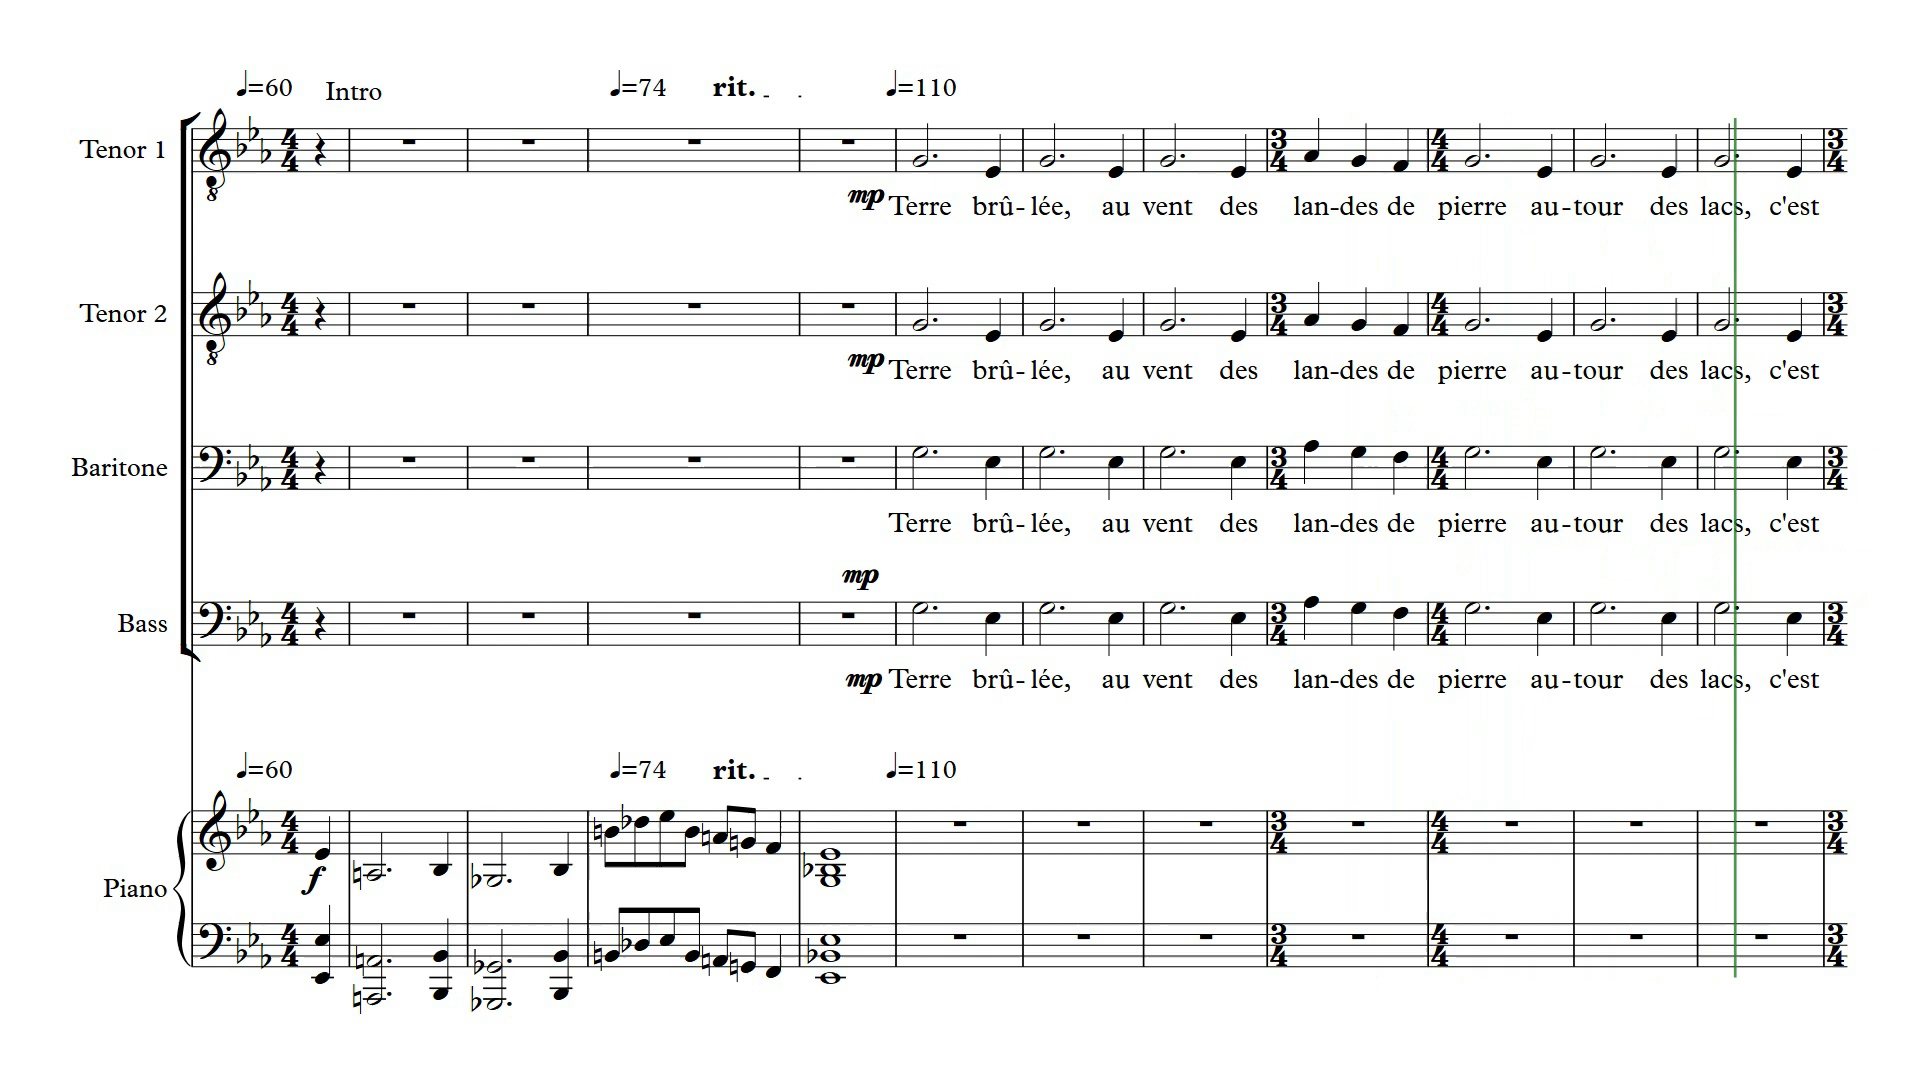 ♩=60 Intro ♩=74 rit. ♩=110
Tenor 1
mp Terre brû-lée, au vent des lan-des de pierre au-tour des lacs, c'est
Tenor 2
mp Terre brû-lée, au vent des lan-des de pierre au-tour des lacs, c'est
Baritone
Terre brû-lée, au vent des lan-des de pierre au-tour des lacs, c'est
mp
Bass
mp Terre brû-lée, au vent des lan-des de pierre au-tour des lacs, c'est
♩=60 ♩=74 rit. ♩=110
f
Piano